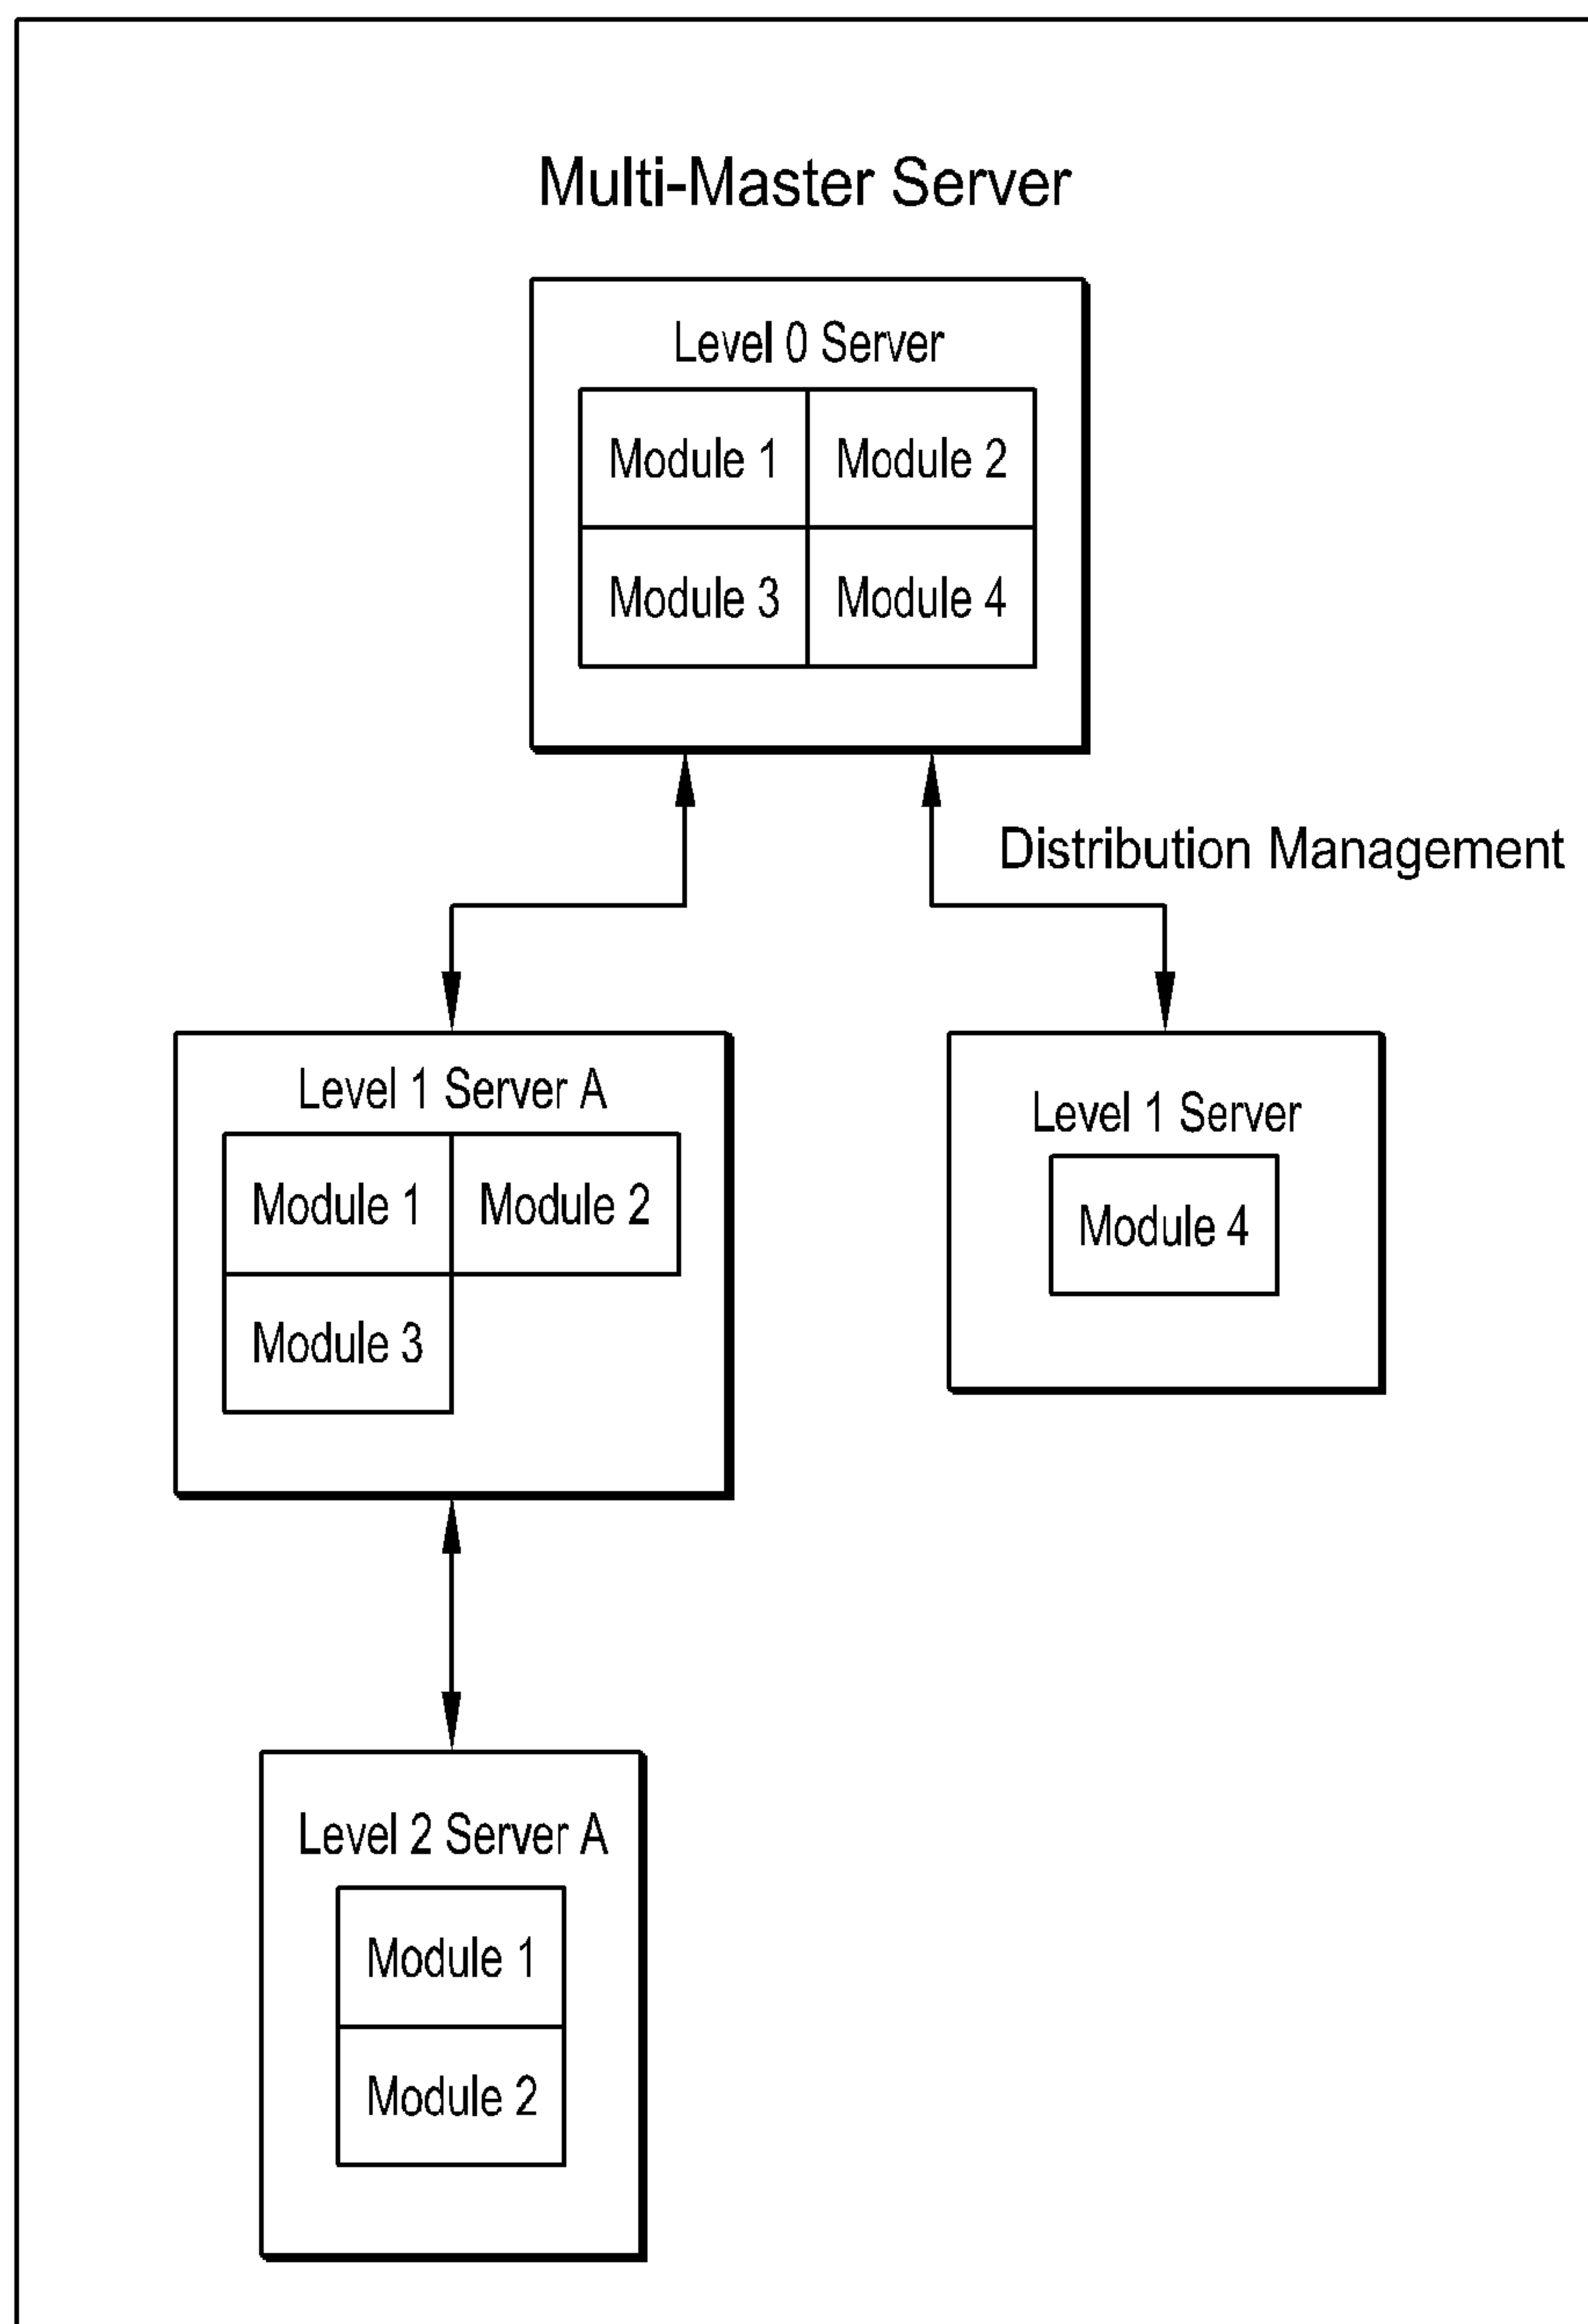 Multi-Master Server
Level 0 Server
Module 1 Module 2
Module 3 Module 4
Distribution Management
Level 1 Server A
Module 1 Module 2
Module 3
Level 1 Server
Module 4
Level 2 Server A
Module 1
Module 2